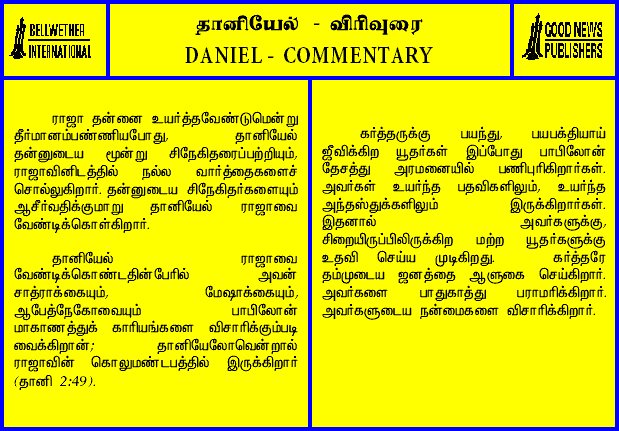 BELLWETHER
INTERNATIONAL
தானியேல் - விரிவுரை
DANIEL - COMMENTARY
GOOD NEWS
PUBLISHERS
ராஜா தன்னை உயர்த்தவேண்டுமென்று
தீர்மானம்பண்ணியபோது, தானியேல்
தன்னுடைய மூன்று சிநேகிதரைப்பற்றியும்,
ராஜாவினிடத்தில் நல்ல வார்த்தைகளைச்
சொல்லுகிறார். தன்னுடைய சிநேகிதர்களையும்
ஆசீர்வதிக்குமாறு தானியேல் ராஜாவை
வேண்டிக்கொள்கிறார்.
தானியேல் ராஜாவை
வேண்டிக்கொண்டதின்பேரில் அவன்
சாத்ராக்கையும், மேஷாக்கையும்,
ஆபேத்நேகோவையும் பாபிலோன்
மாகாணத்துக் காரியங்களை விசாரிக்கும்படி
வைக்கிறான்; தானியேலோவென்றால்
ராஜாவின் கொலுமண்டபத்தில் இருக்கிறார்
(தானி 2:49).
கர்த்தருக்கு பயந்து, பயபக்தியாய்
ஜீவிக்கிற யூதர்கள் இப்போது பாபிலோன்
தேசத்து அரமனையில் பணிபுரிகிறார்கள்.
அவர்கள் உயர்ந்த பதவிகளிலும், உயர்ந்த
அந்தஸ்துக்களிலும் இருக்கிறார்கள்.
இதனால் அவர்களுக்கு,
சிறையிருப்பிலிருக்கிற மற்ற யூதர்களுக்கு
உதவி செய்ய முடிகிறது. கர்த்தரே
தம்முடைய ஜனத்தை ஆளுகை செய்கிறார்.
அவர்களை பாதுகாத்து பராமரிக்கிறார்.
அவர்களுடைய நன்மைகளை விசாரிக்கிறார்.